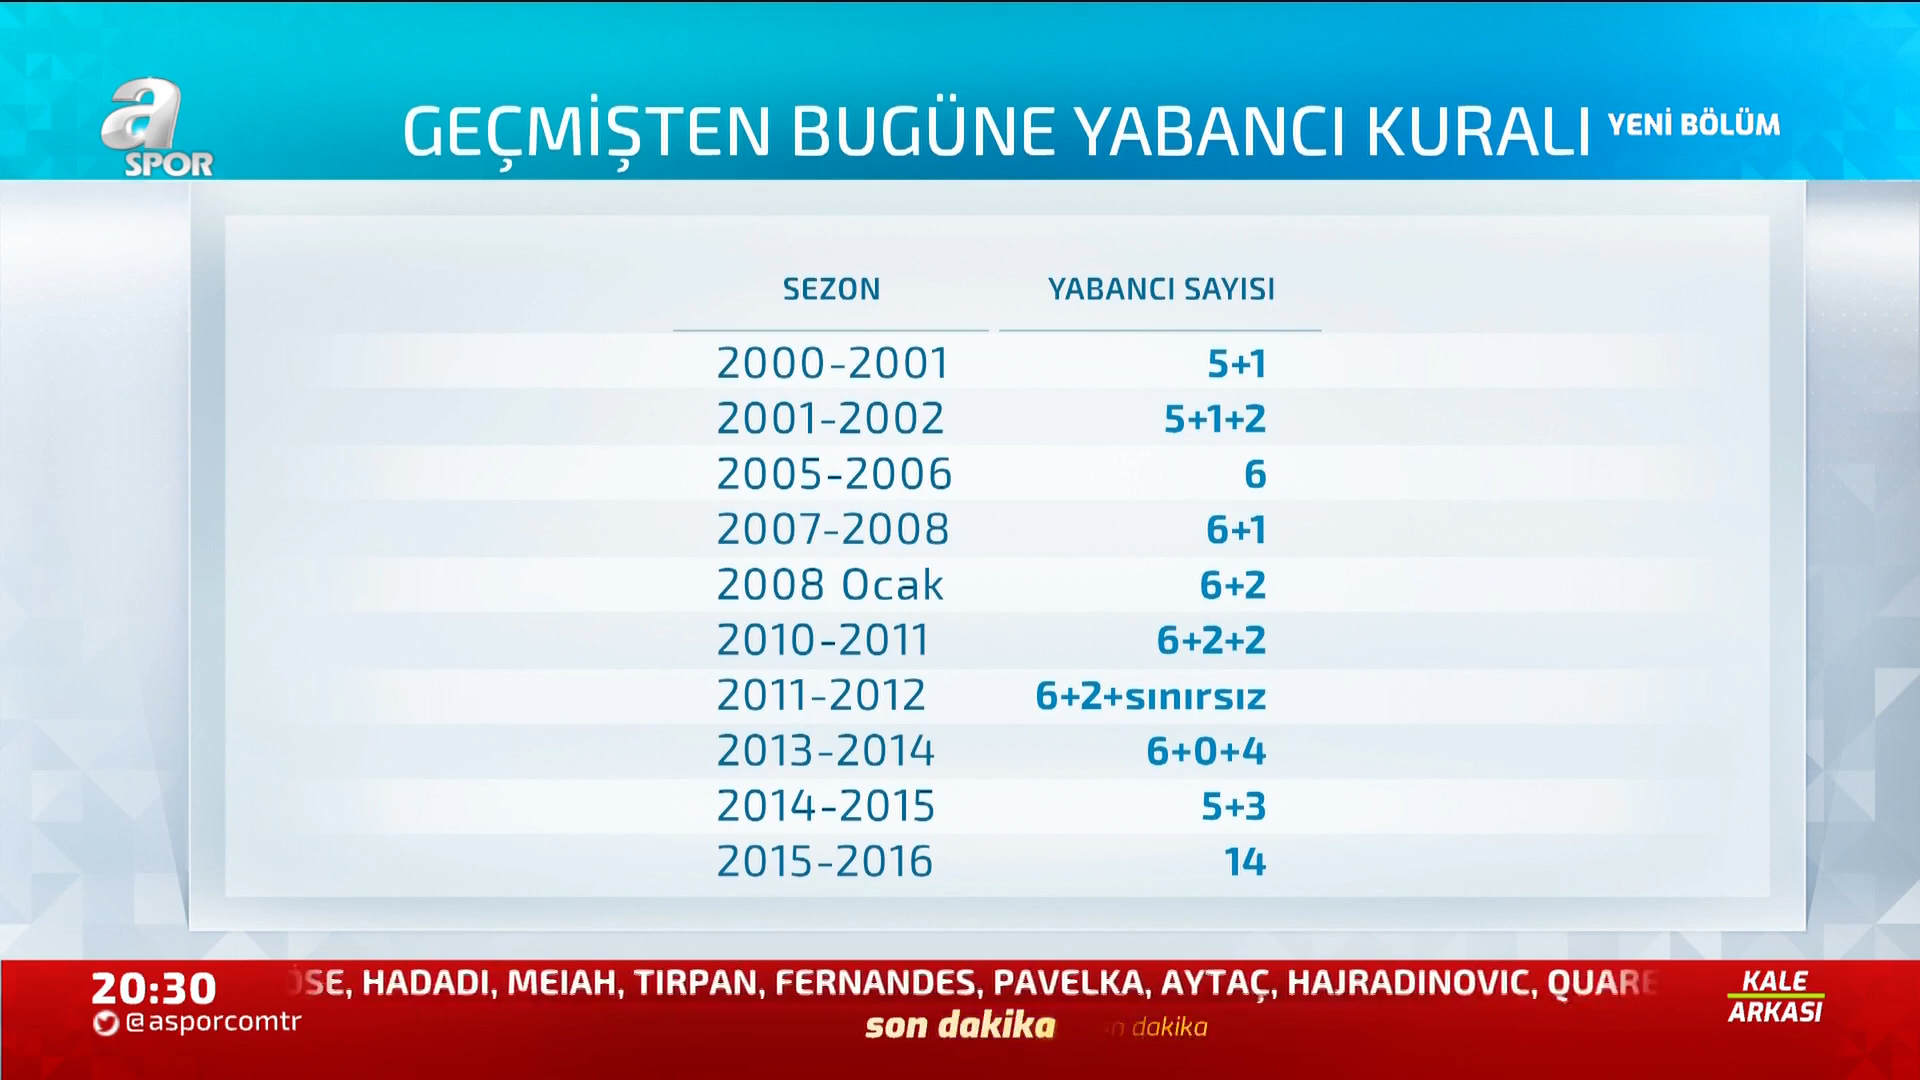 a
SPOR
GEÇMİŞTEN BUGÜNE YABANCI KURALI
YENİ BÖLÜM
SEZON YABANCI SAYISI
2000-2001 5+1
2001-2002 5+1+2
2005-2006 6
2007-2008 6+1
2008 Ocak 6+2
2010-2011 6+2+2
2011-2012 6+2+sınırsız
2013-2014 6+0+4
2014-2015 5+3
2015-2016 14
20:30
HADADI, MEIAH, TIRPAN, FERNANDES, PAVELKA, AYTAÇ, HAJRADINOVIC,
@asporcomtr
son dakika
dakika
KALE
ARKASI